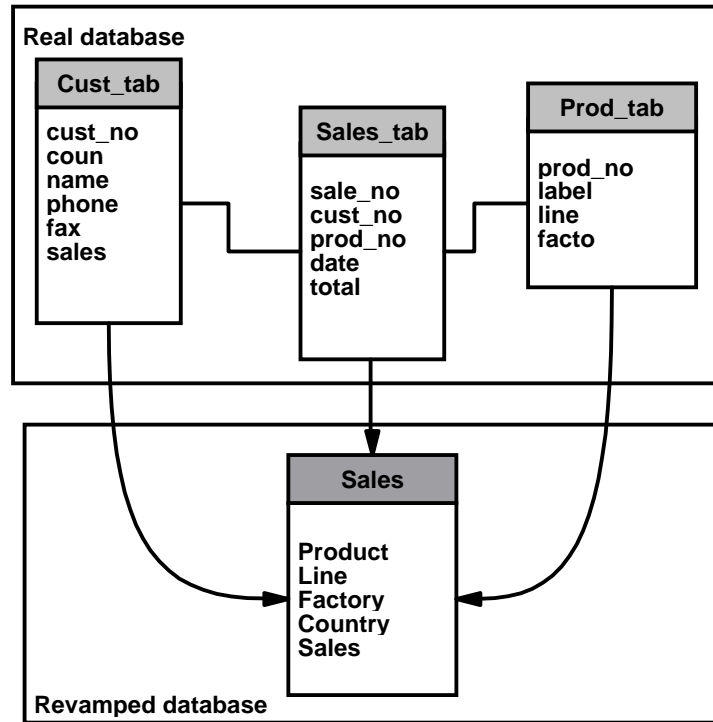 Real database
Cust_tab
cust_no
coun
name
phone
fax
sales
Sales_tab
sale_no
cust_no
prod_no
date
total
Prod_tab
prod_no
label
line
facto
Sales
Product
Line
Factory
Country
Sales
Revamped database